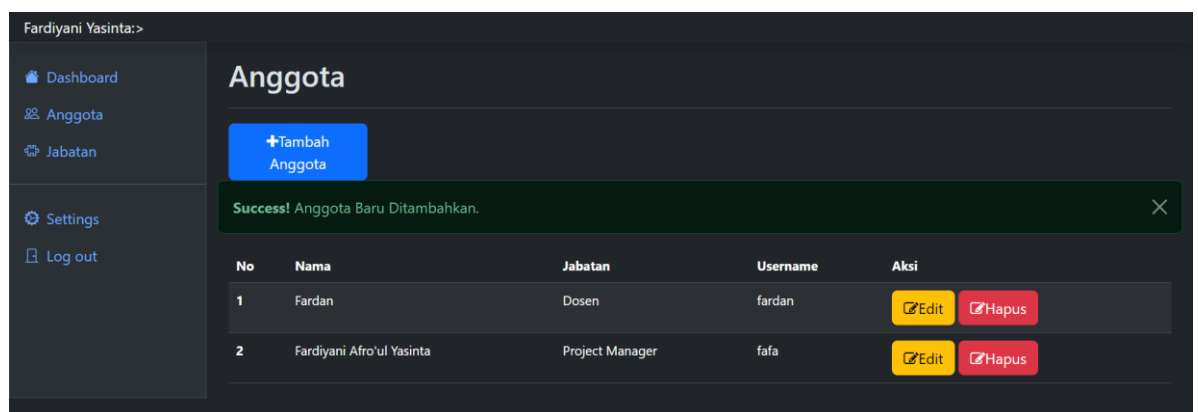 Fardiyani Yasinta:>
Dashboard
Anggota
Jabatan
Settings
Log out
Anggota
+Tambah
Anggota
Success! Anggota Baru Ditambahkan.
No Nama Jabatan Username Aksi
1 Fardan Dosen fardan Edit Hapus
2 Fardiyani Afro'ul Yasinta Project Manager fafa Edit Hapus